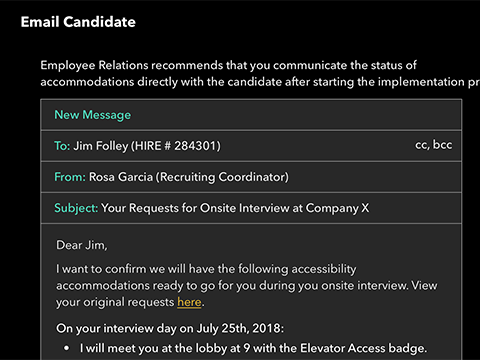 Email Candidate
Employee Relations recommends that you communicate the status of
accommodations directly with the candidate after starting the implementation
New Message
To: Jim Folley (HIRE # 284301)
cc, bcc
From: Rosa Garcia (Recruiting Coordinator)
Subject: Your Requests for Onsite Interview at Company X
Dear Jim,
I want to confirm we will have the following accessibility
accommodations ready to go for you during you onsite interview. View
your original requests here.
On your interview day on July 25th, 2018:
• I will meet you at the lobby at 9 with the Elevator Access badge.